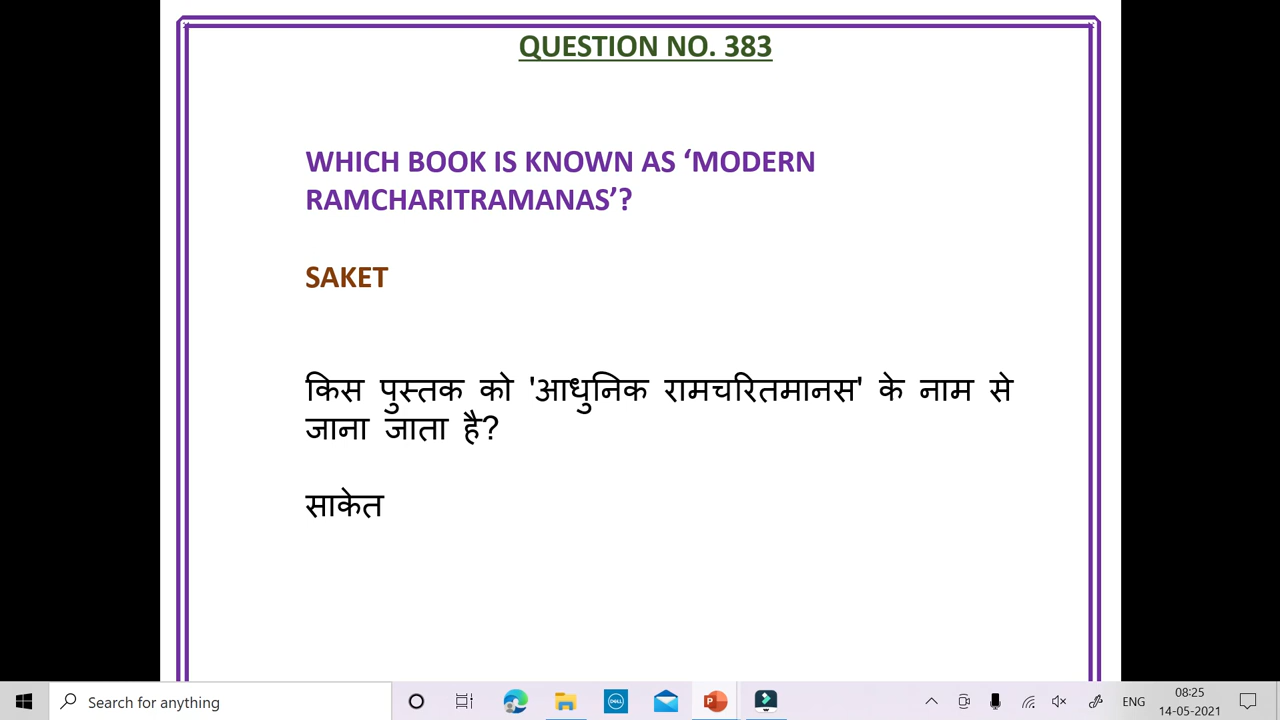 QUESTION NO. 383
WHICH BOOK IS KNOWN AS ‘MODERN
RAMCHARITRAMANAS’?
SAKET
किस पुस्तक को 'आधुनिक रामचरितमानस' के नाम से
जाना जाता है?
साकेत
Search for anything
DELL
P
ENG
08:25
14-05-2021